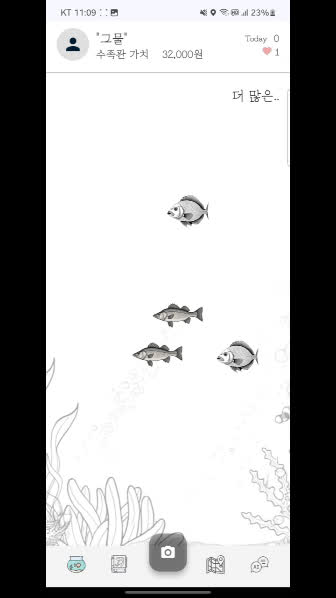 KT 11:09
23%
"그물"
수족관 가치 32,000원
Today 0
1
더 많은..